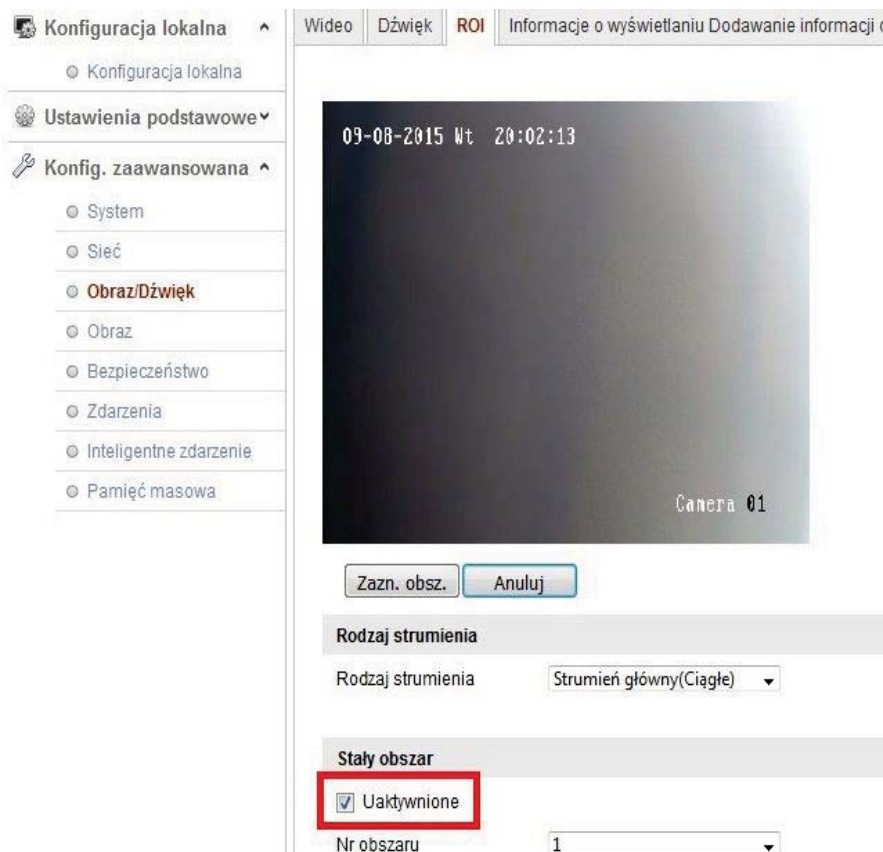 Konfiguracja lokalna
Konfiguracja lokalna
Ustawienia podstawowe
Konfig. zaawansowana
System
Sieć
Obraz/Dźwięk
Obraz
Bezpieczeństwo
Zdarzenia
Inteligentne zdarzenie
Pamięć masowa
Wideo Dźwięk ROI Informacje o wyświetlaniu Dodawanie informacji
09-08-2015 Wt 20:02:13
Camera 01
Zazn. obsz. Anuluj
Rodzaj strumienia
Rodzaj strumienia Strumień główny(Ciągłe)
Stały obszar
Uaktywnione
Nr obszaru 1